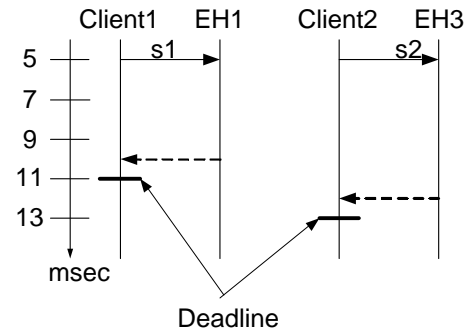 Client1 EH1 Client2 EH3
5 s1 s2
7
9
11
13
msec
Deadline